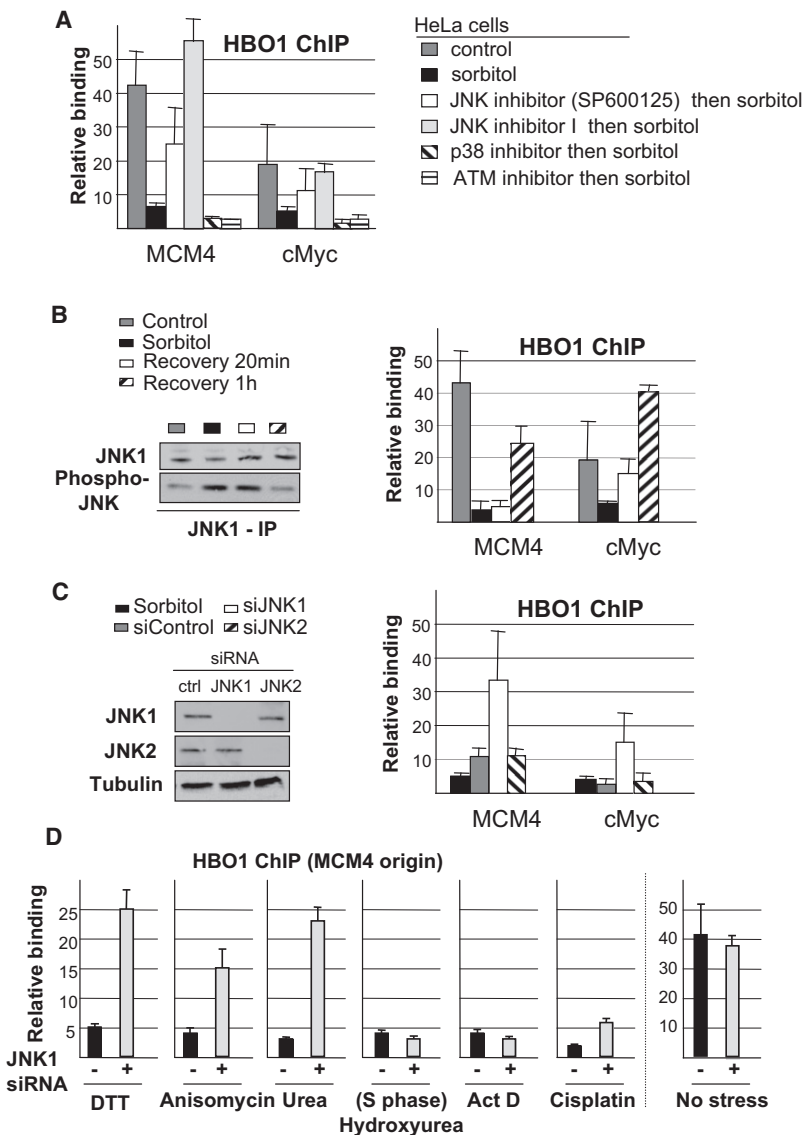 A
HBO1 ChIP
Relative binding
50
40
30
20
10
MCM4
cMyc
HeLa cells
control
sorbitol
JNK inhibitor (SP600125) then sorbitol
JNK inhibitor I then sorbitol
p38 inhibitor then sorbitol
ATM inhibitor then sorbitol
B
Control
Sorbitol
Recovery 20min
Recovery 1h
JNK1
Phospho-
JNK
JNK1 - IP
HBO1 ChIP
Relative binding
50
40
30
20
10
MCM4
cMyc
C
Sorbitol
siJNK1
siControl
siJNK2
siRNA
ctrl JNK1 JNK2
JNK1
JNK2
Tubulin
HBO1 ChIP
Relative binding
50
40
30
20
10
MCM4
cMyc
D
HBO1 ChIP (MCM4 origin)
Relative binding
25
20
15
10
5
50
40
30
20
10
JNK1
siRNA
- + - + - + - + - + - + - +
DTT Anisomycin Urea (S phase) Act D Cisplatin No stress
Hydroxyurea